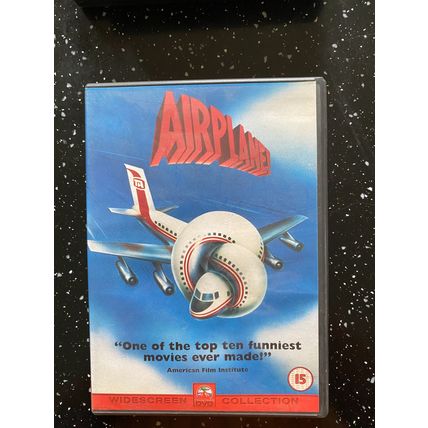 AIRPLANE!
"One of the top ten funniest
movies ever made!"
American Film Institute
15
WIDESCREEN DVD COLLECTION